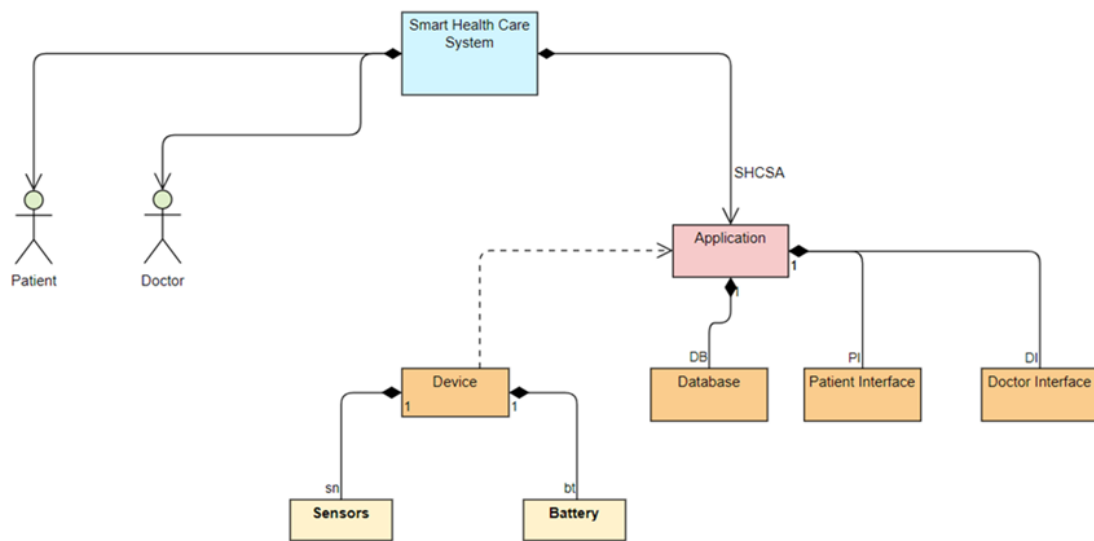 Smart Health Care
System
SHCSA
Patient
Doctor
Application
1
1
DB
PI
DI
Device
Database
Patient Interface
Doctor Interface
1
1
sn
bt
Sensors
Battery